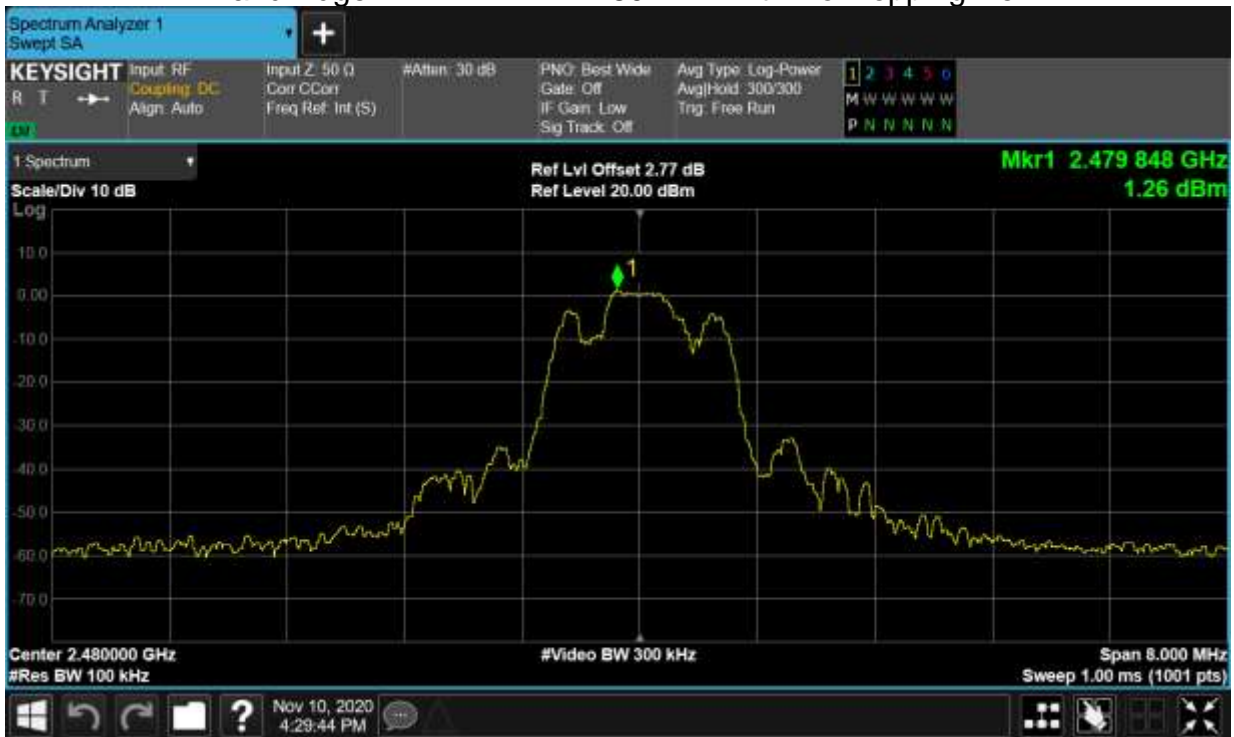 Spectrum Analyzer 1
Swept SA
+
KEYSIGHT
R T
Input: RF
Coupling: DC
Align: Auto
Input Z: 50 Ω
Corr CCorr
Freq Ref: Int (S)
#Atten: 30 dB
PNO: Best Wide
Gate: Off
IF Gain: Low
Sig Track: Off
Avg Type: Log-Power
Avg|Hold: 300/300
Trig: Free Run
1 2 3 4 5 6
M W W W W W
P N N N N N
1 Spectrum
Scale/Div 10 dB
Log
Ref Lvl Offset 2.77 dB
Ref Level 20.00 dBm
Mkr1 2.479 848 GHz
1.26 dBm
1
10.0
0.00
-10.0
-20.0
-30.0
-40.0
-50.0
-60.0
-70.0
Center 2.480000 GHz
#Res BW 100 kHz
#Video BW 300 kHz
Span 8.000 MHz
Sweep 1.00 ms (1001 pts)
?
Nov 10, 2020
4:29:44 PM